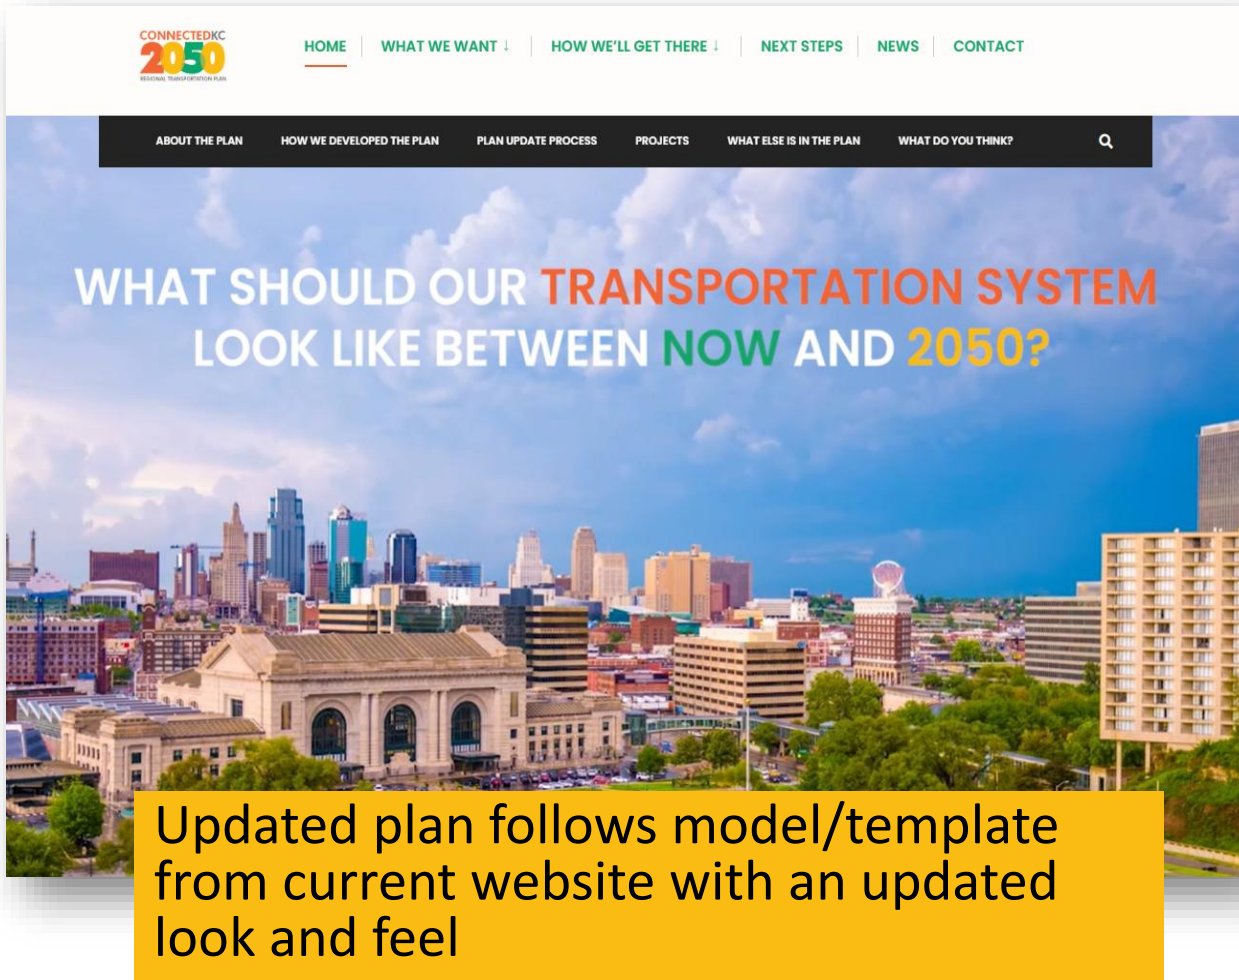 CONNECTEDKC
2050
REGIONAL TRANSPORTATION PLAN
HOME WHAT WE WANT ↓ HOW WE'LL GET THERE ↓ NEXT STEPS NEWS CONTACT
ABOUT THE PLAN HOW WE DEVELOPED THE PLAN PLAN UPDATE PROCESS PROJECTS WHAT ELSE IS IN THE PLAN WHAT DO YOU THINK?
WHAT SHOULD OUR TRANSPORTATION SYSTEM
LOOK LIKE BETWEEN NOW AND 2050?
Updated plan follows model/template
from current website with an updated
look and feel